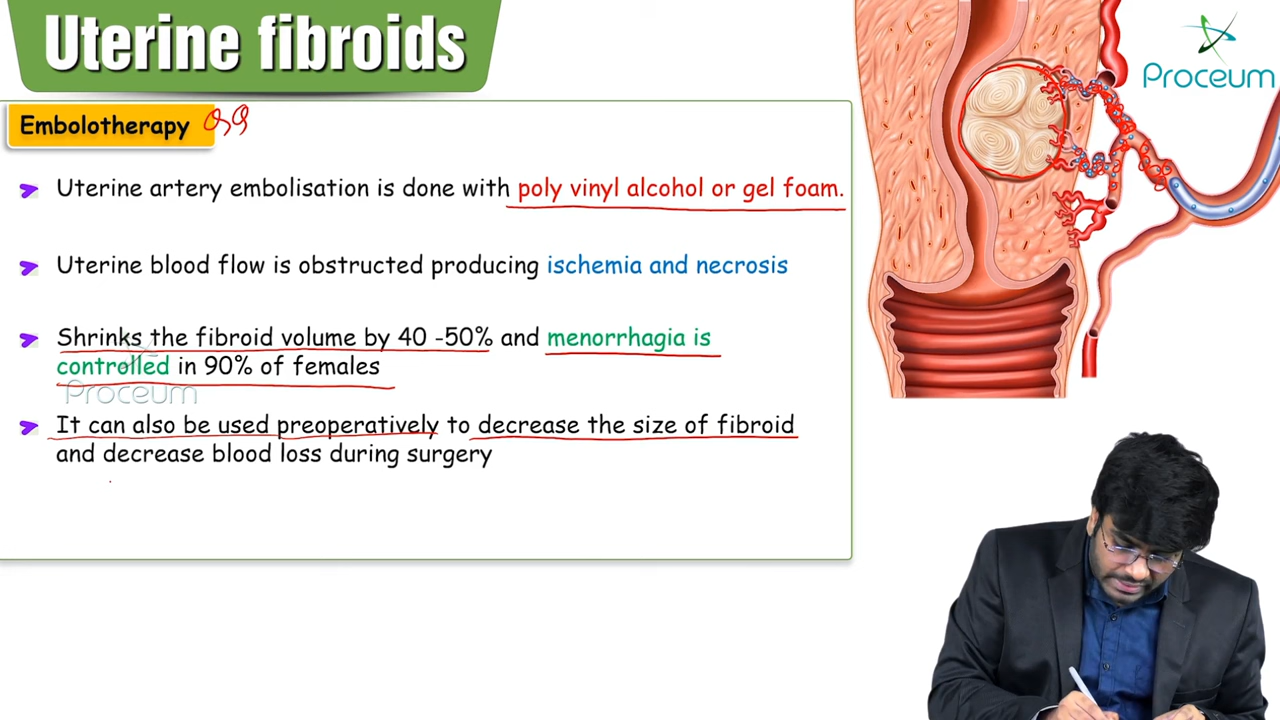 Uterine fibroids
Proceum
Embolotherapy
Uterine artery embolisation is done with poly vinyl alcohol or gel foam.
Uterine blood flow is obstructed producing ischemia and necrosis
Shrinks the fibroid volume by 40 -50% and menorrhagia is
controlled in 90% of females
Proceum
It can also be used preoperatively to decrease the size of fibroid
and decrease blood loss during surgery